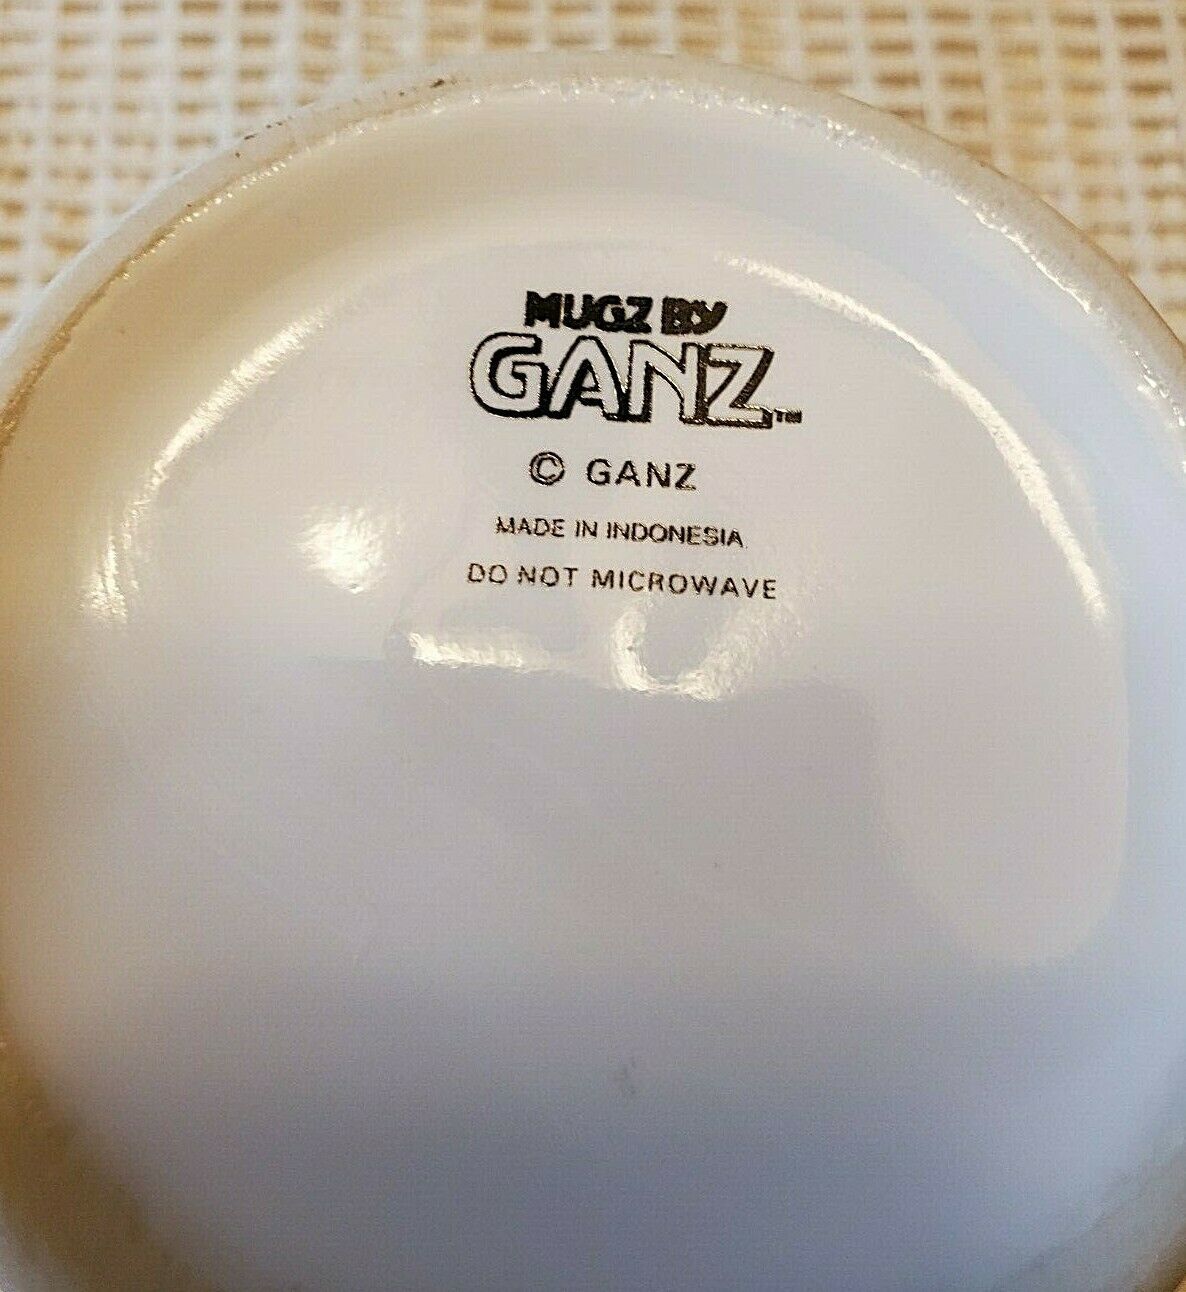 MUGZ BY
GANZ™
© GANZ
MADE IN INDONESIA
DO NOT MICROWAVE